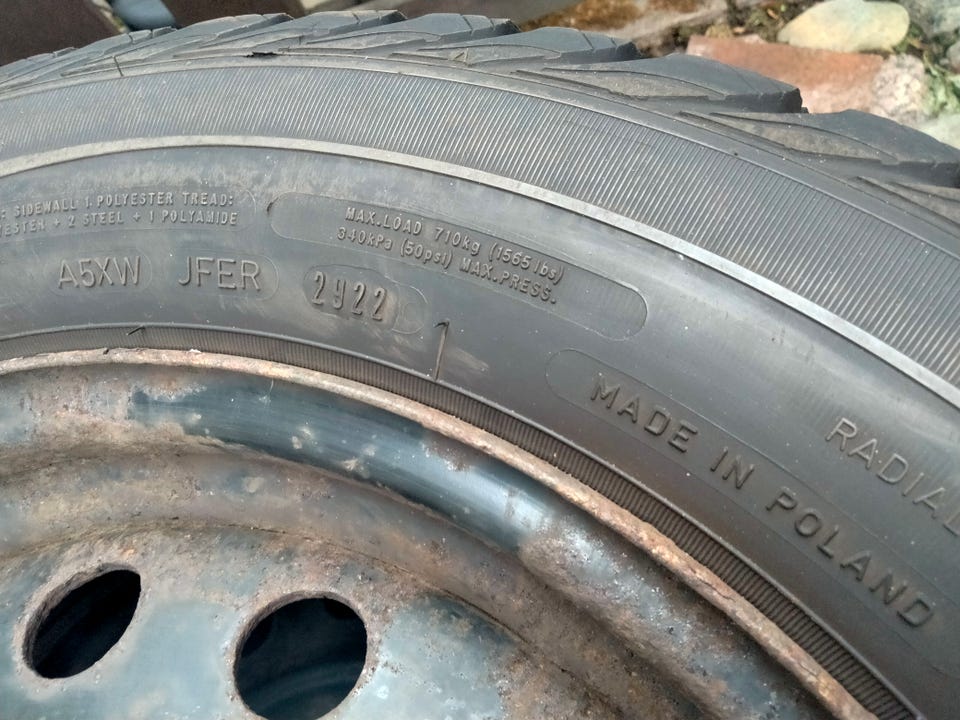 SIDEWALL 1 POLYESTER TREAD:
+ 2 STEEL + 1 POLYAMIDE
MAX.LOAD 710kg (1565 lbs)
340kPa (50psi) MAX.PRESS.
A5XW JFER 2922
1
MADE IN POLAND
RADIAL